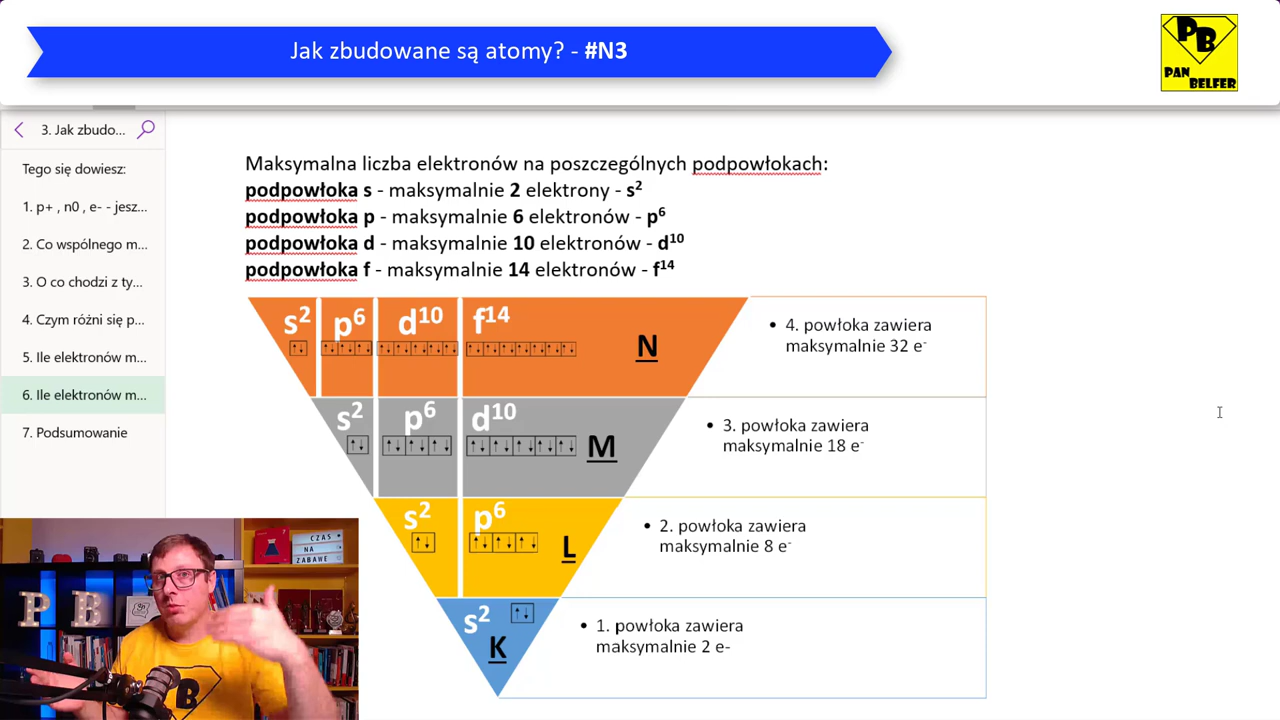 Jak zbudowane są atomy? - #N3
PB
PAN
BELFER
3. Jak zbudo...
Tego się dowiesz:
1. p+ , n0 , e- - jesz...
2. Co wspólnego m...
3. O co chodzi z ty...
4. Czym różni się p...
5. Ile elektronów m...
6. Ile elektronów m...
7. Podsumowanie
Maksymalna liczba elektronów na poszczególnych podpowłokach:
podpowłoka s - maksymalnie 2 elektrony - s²
podpowłoka p - maksymalnie 6 elektronów - p⁶
podpowłoka d - maksymalnie 10 elektronów - d¹⁰
podpowłoka f - maksymalnie 14 elektronów - f¹⁴
s² p⁶ d¹⁰ f¹⁴ N
• 4. powłoka zawiera
maksymalnie 32 e⁻
s² p⁶ d¹⁰ M
• 3. powłoka zawiera
maksymalnie 18 e⁻
s² p⁶ L
• 2. powłoka zawiera
maksymalnie 8 e⁻
s² K
• 1. powłoka zawiera
maksymalnie 2 e-
CZAS
NA
ZABAWE
P B
B